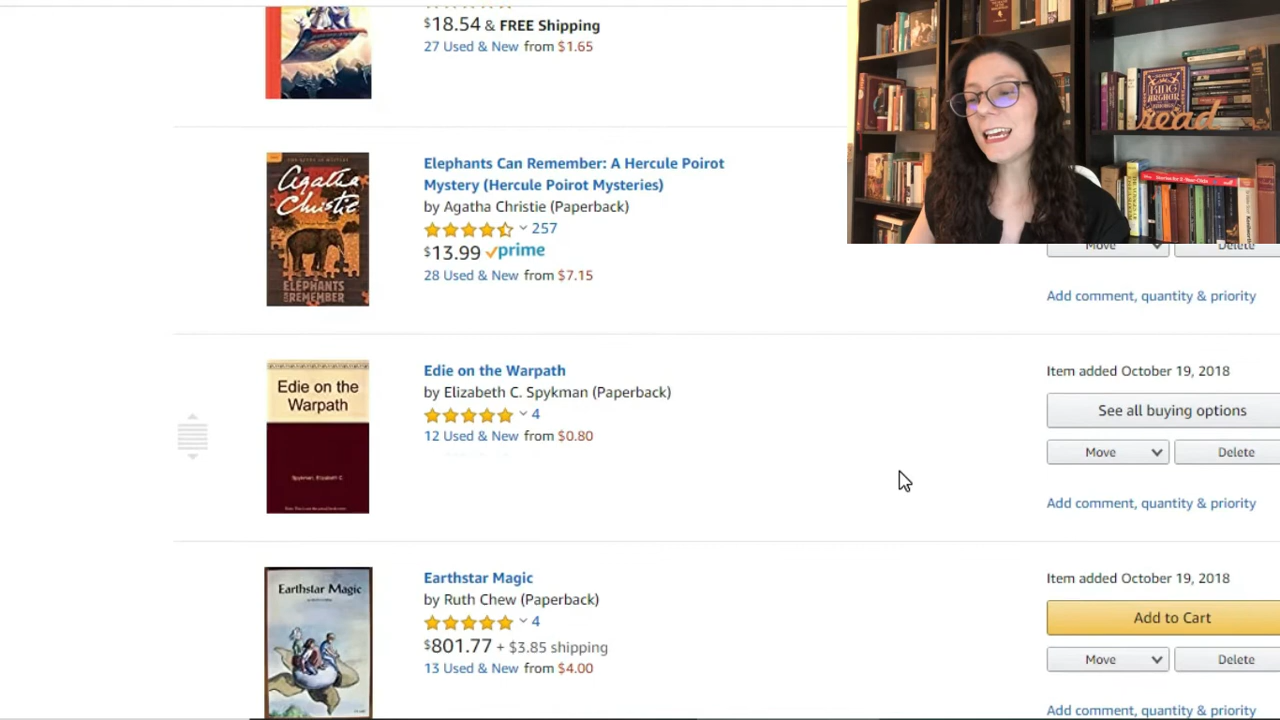 $18.54 & FREE Shipping
27 Used & New from $1.65
Agatha
Christie
ELEPHANTS
CAN
REMEMBER
Elephants Can Remember: A Hercule Poirot
Mystery (Hercule Poirot Mysteries)
by Agatha Christie (Paperback)
257
$13.99 prime
28 Used & New from $7.15
Move
Delete
Add comment, quantity & priority
Edie on the
Warpath
Spykman, Elizabeth C
Edie on the Warpath
by Elizabeth C. Spykman (Paperback)
4
12 Used & New from $0.80
Item added October 19, 2018
See all buying options
Move
Delete
Add comment, quantity & priority
Earthstar Magic
Earthstar Magic
by Ruth Chew (Paperback)
4
$801.77 + $3.85 shipping
13 Used & New from $4.00
Item added October 19, 2018
Add to Cart
Move
Delete
Add comment, quantity & priority
KING
ARTHUR
read